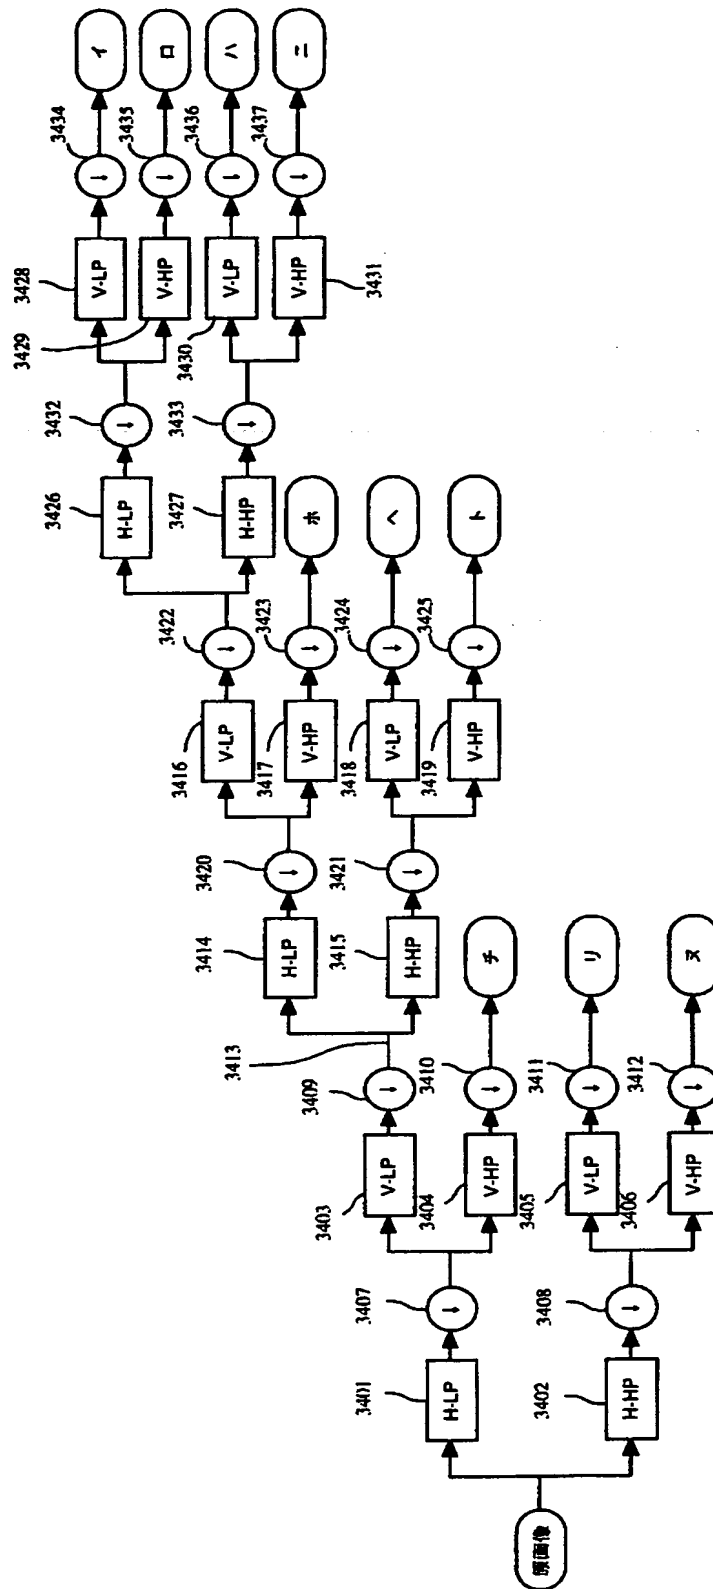 原画像
3401
H-LP
3402
H-HP
3407
3408
3403
V-LP
3404
V-HP
3405
V-LP
3406
V-HP
3409
3410
3411
3412
3413
チ
リ
ヌ
3414
H-LP
3415
H-HP
3420
3421
3416
V-LP
3417
V-HP
3418
V-LP
3419
V-HP
3422
3423
3424
3425
ホ
ヘ
ト
3426
H-LP
3427
H-HP
3432
3433
3428
V-LP
3429
V-HP
3430
V-LP
3431
V-HP
3434
3435
3436
3437
イ
ロ
ハ
ニ